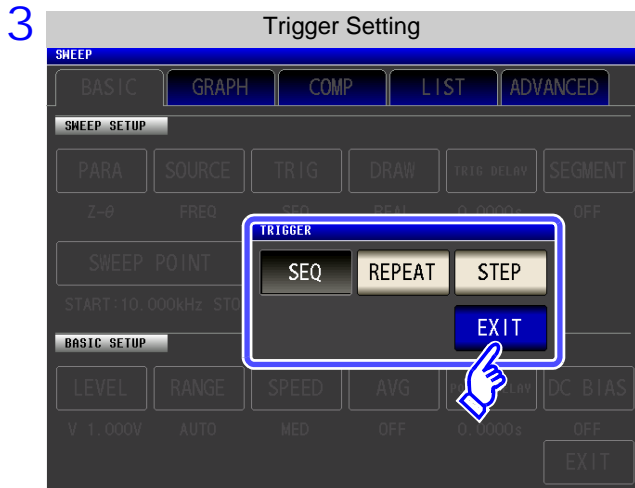 3
Trigger Setting
SWEEP
BASIC GRAPH COMP LIST ADVANCED
SWEEP SETUP
PARA SOURCE TRIG DRAW TRIG DELAY SEGMENT
Z-θ FREQ SEQ REAL 0.0000s OFF
TRIGGER
SWEEP POINT
SEQ REPEAT STEP
START:10.000kHz STO
EXIT
BASIC SETUP
LEVEL RANGE SPEED AVG DC BIAS
V 1.000V AUTO MED OFF 0.0000s OFF
EXIT